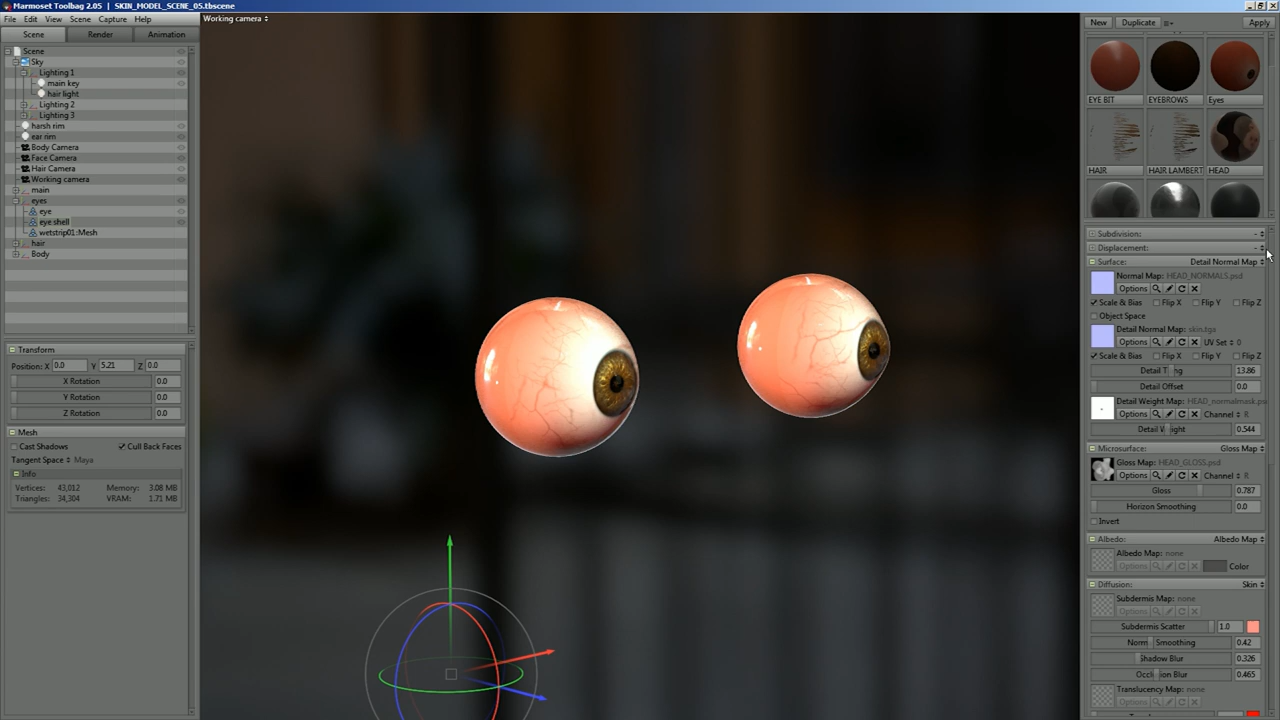 Marmoset Toolbag 2.05 | SKIN_MODEL_SCENE_05.tbscene
File Edit View Scene Capture Help
Scene Render Animation
Scene
Sky
Lighting 1
main key
hair light
Lighting 2
Lighting 3
harsh rim
ear rim
Body Camera
Face Camera
Hair Camera
Working camera
main
eyes
eye
eye shell
wetstrip01:Mesh
hair
Body
Transform
Position: X 0.0 Y 5.21 Z 0.0
X Rotation 0.0
Y Rotation 0.0
Z Rotation 0.0
Mesh
Cast Shadows Cull Back Faces
Tangent Space Maya
Info
Vertices: 43,012 Memory: 3.08 MB
Triangles: 34,304 VRAM: 1.71 MB
Working camera
New Duplicate Apply
EYE BIT EYEBROWS Eyes
HAIR HAIR LAMBERT HEAD
Subdivision: -
Displacement: -
Surface: Detail Normal Map
Normal Map: HEAD_NORMALS.psd
Options
Scale & Bias Flip X Flip Y Flip Z
Object Space
Detail Normal Map: skin.tga
Options UV Set 0
Scale & Bias Flip X Flip Y Flip Z
Detail 13.86
Detail Offset 0.0
Detail Weight Map: HEAD_normalmask.ps
Options Channel R
Detail 0.544
Microsurface: Gloss Map
Gloss Map: HEAD_GLOSS.psd
Options Channel R
Gloss 0.787
Horizon Smoothing 0.0
Invert
Albedo: Albedo Map
Albedo Map: none
Options Color
Diffusion: Skin
Subdermis Map: none
Options
Subdermis Scatter 1.0
Norm Smoothing 0.42
Shadow Blur 0.326
Blur 0.465
Translucency Map: none
Options